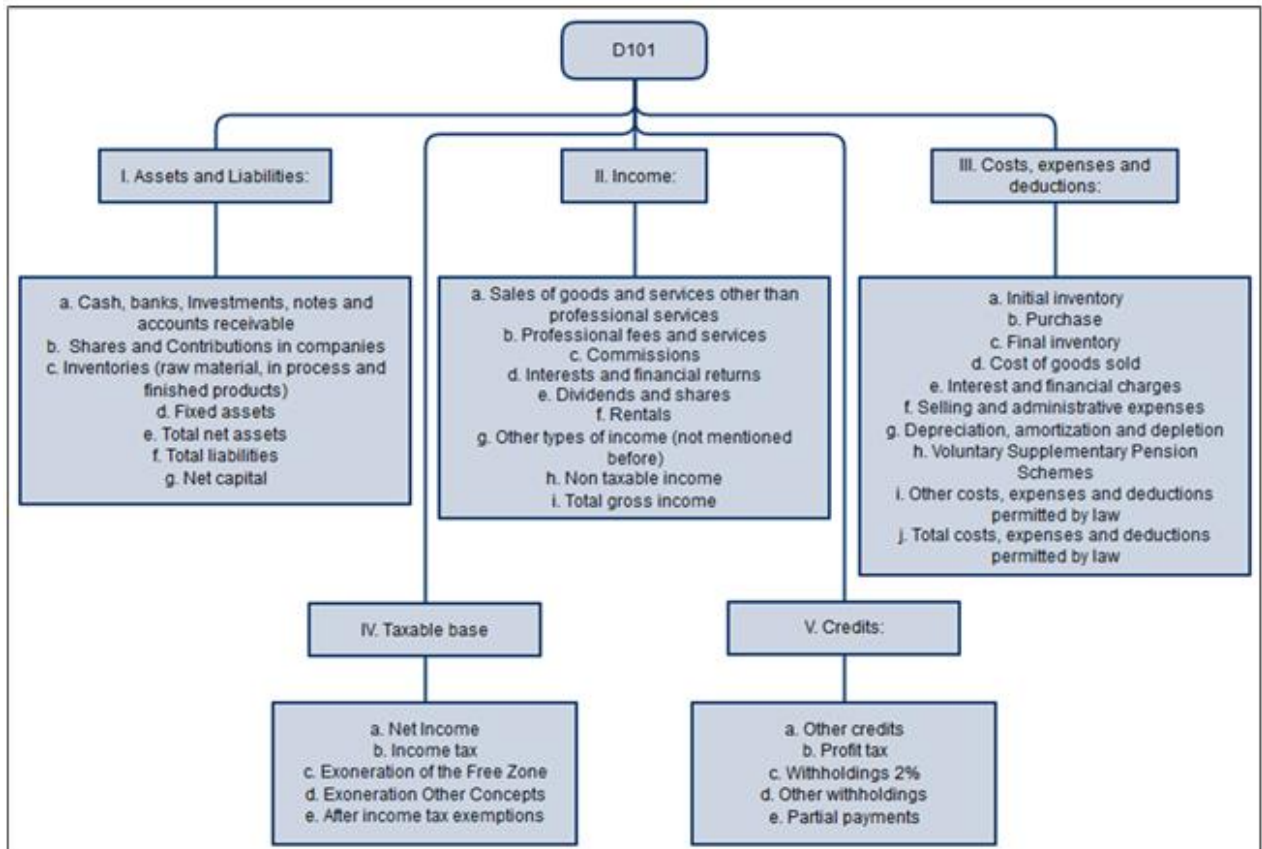 D101
I. Assets and Liabilities:
II. Income:
III. Costs, expenses and
deductions:
a. Cash, banks, Investments, notes and
accounts receivable
b. Shares and Contributions in companies
c. Inventories (raw material, in process and
finished products)
d. Fixed assets
e. Total net assets
f. Total liabilities
g. Net capital
a. Sales of goods and services other than
professional services
b. Professional fees and services
c. Commissions
d. Interests and financial returns
e. Dividends and shares
f. Rentals
g. Other types of income (not mentioned
before)
h. Non taxable income
i. Total gross income
a. Initial inventory
b. Purchase
c. Final inventory
d. Cost of goods sold
e. Interest and financial charges
f. Selling and administrative expenses
g. Depreciation, amortization and depletion
h. Voluntary Supplementary Pension
Schemes
i. Other costs, expenses and deductions
permitted by law
j. Total costs, expenses and deductions
permitted by law
IV. Taxable base
V. Credits:
a. Net Income
b. Income tax
c. Exoneration of the Free Zone
d. Exoneration Other Concepts
e. After income tax exemptions
a. Other credits
b. Profit tax
c. Withholdings 2%
d. Other withholdings
e. Partial payments